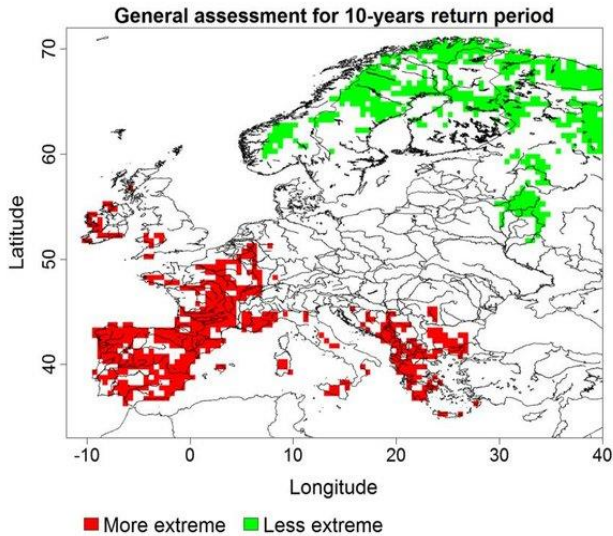 General assessment for 10-years return period
70
60
50
40
Latitude
-10 0 10 20 30 40
Longitude
More extreme Less extreme